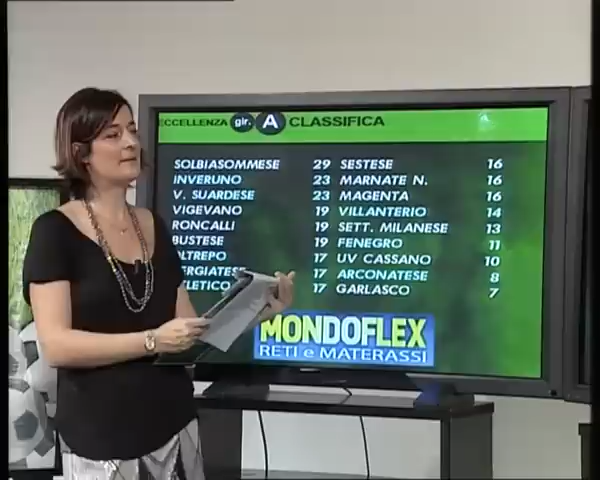 ECCELLENZA gir. A CLASSIFICA
SOLBIASOMMESE 29 SESTESE 16
INVERUNO 23 MARNATE N. 16
V. SUARDESE 23 MAGENTA 16
VIGEVANO 19 VILLANTERIO 14
RONCALLI 19 SETT. MILANESE 13
BUSTESE 19 FENEGRO 11
OLTREPO 17 UV CASSANO 10
VERGIATESE 17 ARCONATESE 8
17 GARLASCO 7
MONDOFLEX
RETI e MATERASSI